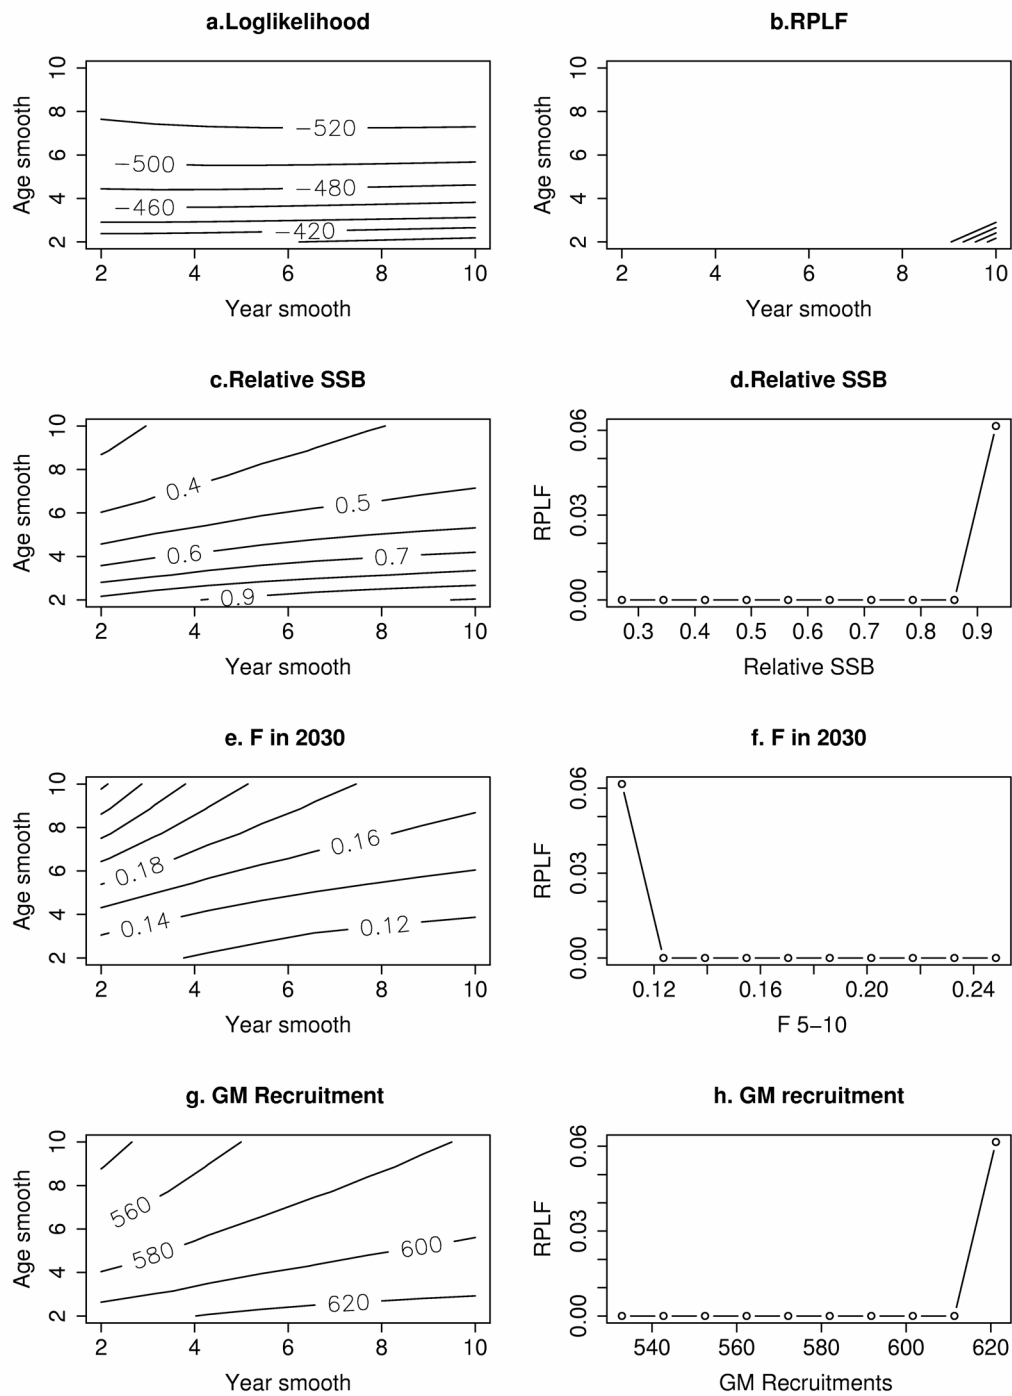 a.Loglikelihood
Age smooth
10
8
6
4
2
−520
−500
−480
−460
−420
2 4 6 8 10
Year smooth
b.RPLF
Age smooth
10
8
6
4
2
2 4 6 8 10
Year smooth
c.Relative SSB
Age smooth
10
8
6
4
2
0.4
0.5
0.6
0.7
0.9
2 4 6 8 10
Year smooth
d.Relative SSB
RPLF
0.06
0.03
0.00
0.3 0.4 0.5 0.6 0.7 0.8 0.9
Relative SSB
e. F in 2030
Age smooth
10
8
6
4
2
0.16
0.18
0.14
0.12
2 4 6 8 10
Year smooth
f. F in 2030
RPLF
0.06
0.03
0.00
0.12 0.16 0.20 0.24
F 5−10
g. GM Recruitment
Age smooth
10
8
6
4
2
560
580
600
620
2 4 6 8 10
Year smooth
h. GM recruitment
RPLF
0.06
0.03
0.00
540 560 580 600 620
GM Recruitments